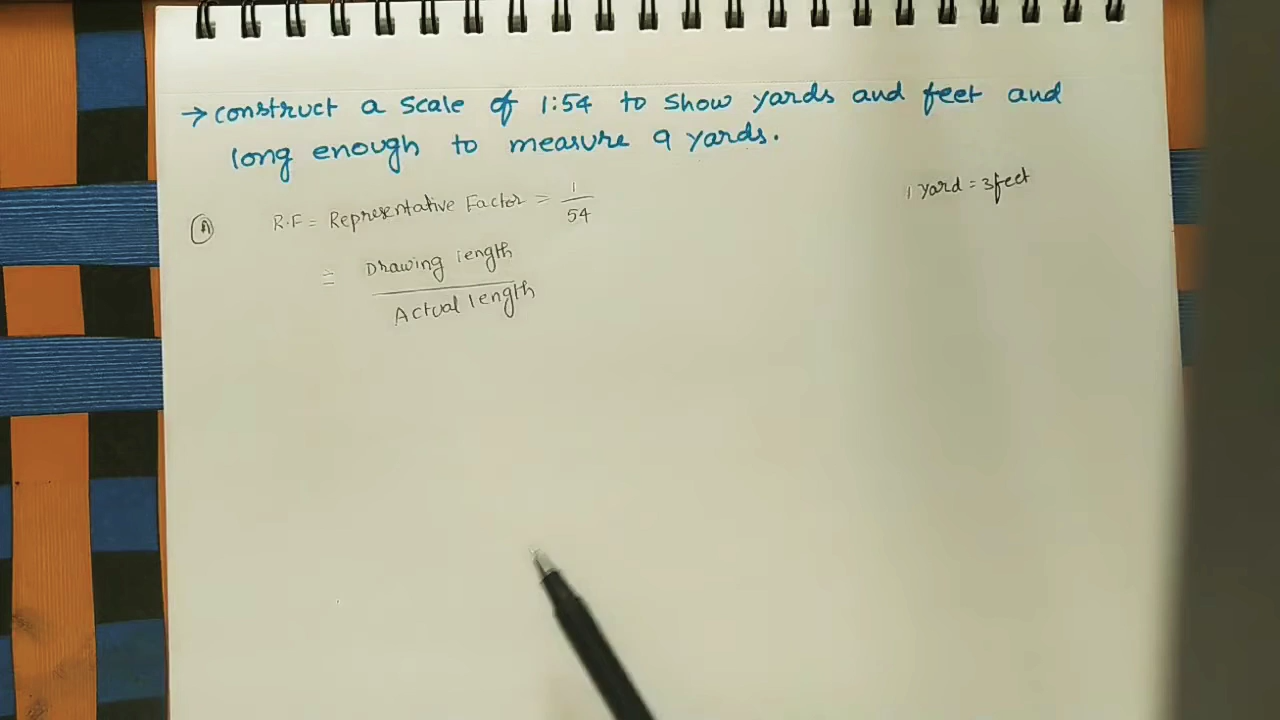 → construct a scale of 1:54 to show yards and feet and
long enough to measure 9 yards.
1 yard = 3feet
(A) R.F = Representative Factor = 1/54
= Drawing length
Actual length